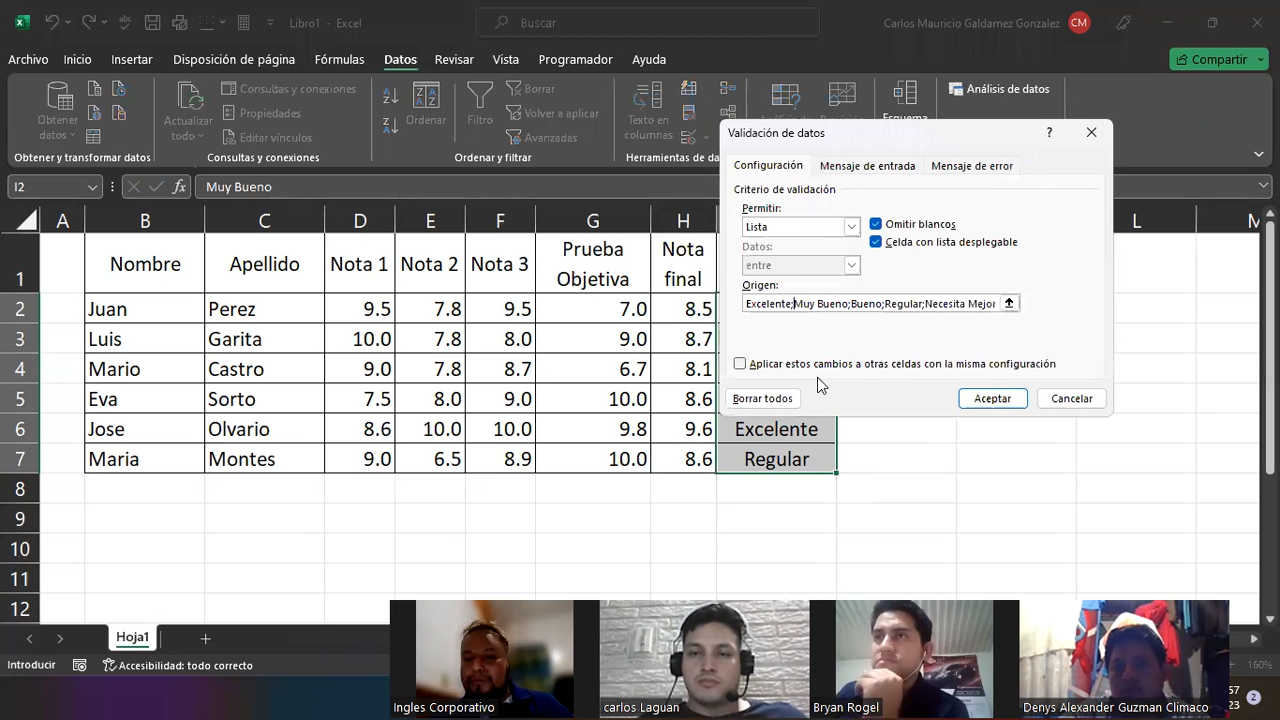 Libro1 - Excel
Buscar
Carlos Mauricio Galdamez Gonzalez
CM
Archivo
Inicio
Insertar
Disposición de página
Fórmulas
Datos
Revisar
Vista
Programador
Ayuda
Compartir
Obtener datos
Actualizar todo
Consultas y conexiones
Propiedades
Editar vínculos
Ordenar
Filtro
Borrar
Volver a aplicar
Avanzadas
Texto en columnas
Esquema
Análisis de datos
Obtener y transformar datos
Consultas y conexiones
Ordenar y filtrar
Herramientas de da
I2
fx
Muy Bueno
Validación de datos
?
Configuración
Mensaje de entrada
Mensaje de error
Criterio de validación
Permitir:
Lista
Omitir blancos
Celda con lista desplegable
Datos:
entre
Origen:
Excelente;Muy Bueno;Bueno;Regular;Necesita Mejor
Aplicar estos cambios a otras celdas con la misma configuración
Borrar todos
Aceptar
Cancelar
A B C D E F G H L M
1 Nombre Apellido Nota 1 Nota 2 Nota 3 Prueba Objetiva Nota final
2 Juan Perez 9.5 7.8 9.5 7.0 8.5
3 Luis Garita 10.0 7.8 8.0 9.0 8.7
4 Mario Castro 9.0 7.8 8.7 6.7 8.1
5 Eva Sorto 7.5 8.0 9.0 10.0 8.6
6 Jose Olvario 8.6 10.0 10.0 9.8 9.6 Excelente
7 Maria Montes 9.0 6.5 8.9 10.0 8.6 Regular
8
9
10
11
12
Hoja1
Introducir
Accesibilidad: todo correcto
160%
57
23
2
Ingles Corporativo
carlos Laguan
Bryan Rogel
Denys Alexander Guzman Climaco